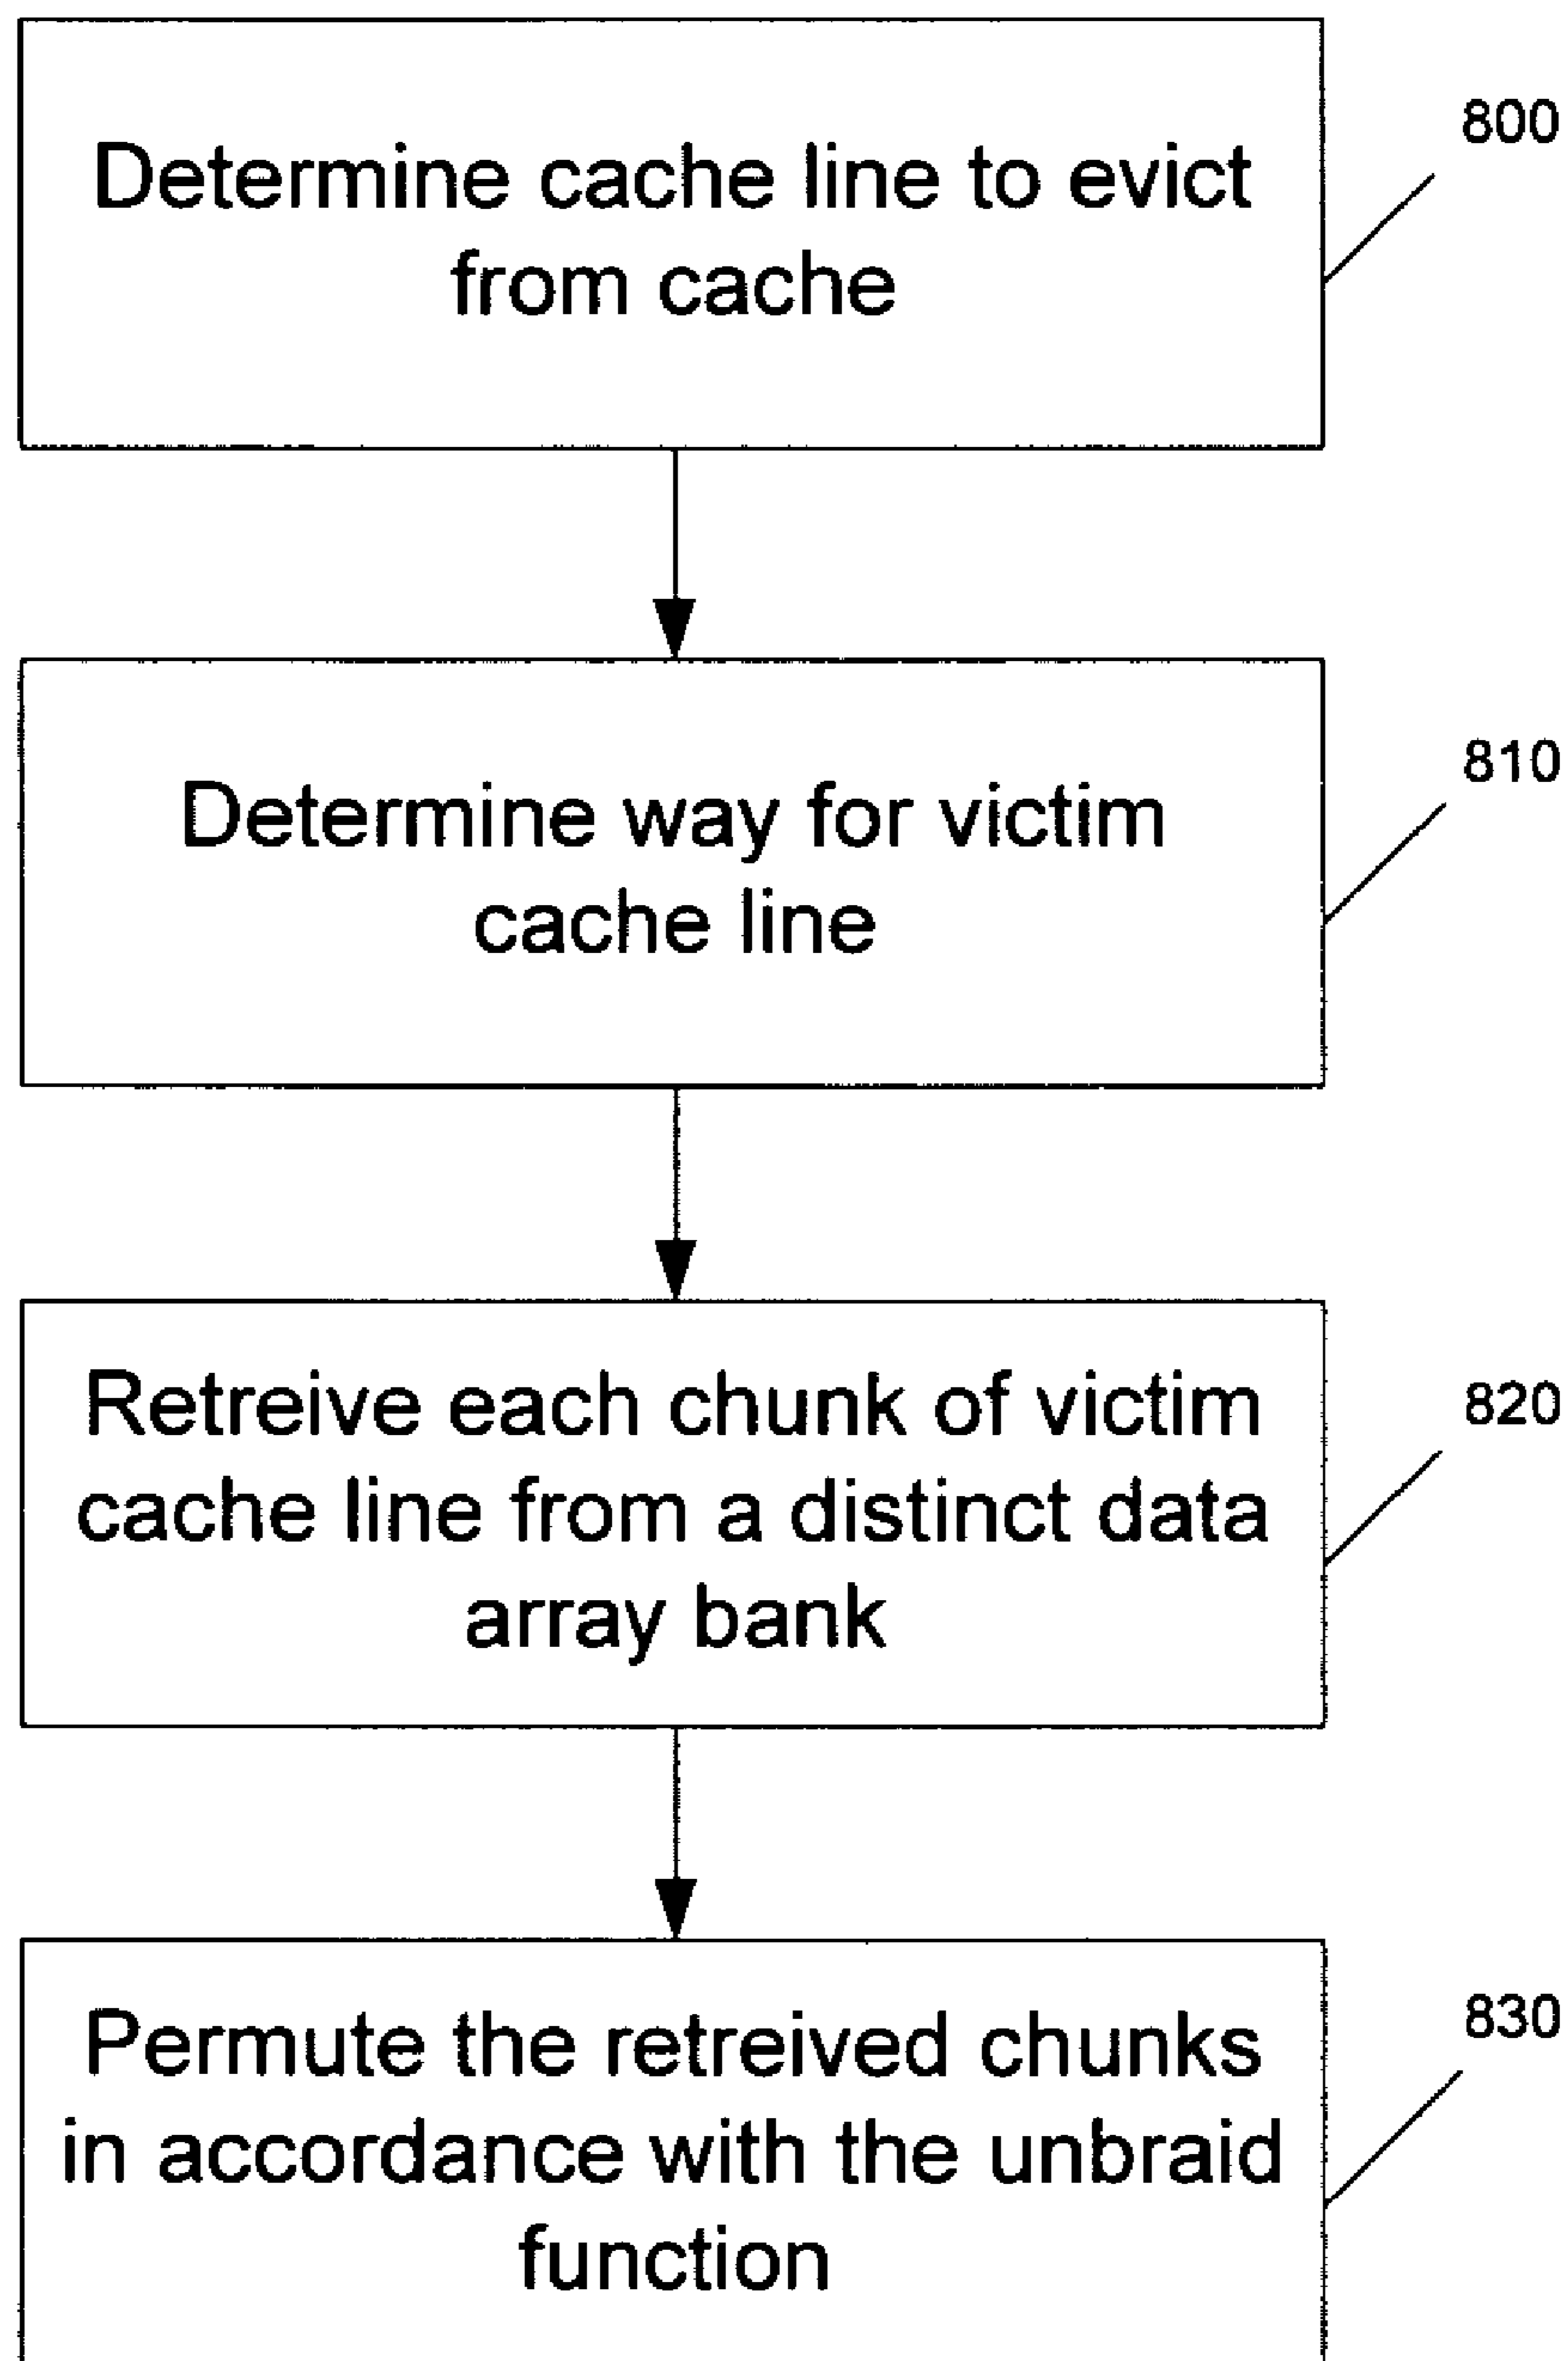 Determine cache line to evict
from cache
800
Determine way for victim
cache line
810
Retreive each chunk of victim
cache line from a distinct data
array bank
820
Permute the retreived chunks
in accordance with the unbraid
function
830